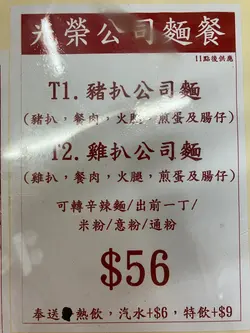 光榮公司麵餐
11點後供應
T1.豬扒公司麵
(豬扒，餐肉，火腿，煎蛋及腸仔)
T2.雞扒公司麵
(雞扒，餐肉，火腿，煎蛋及腸仔)
可轉辛辣麵/出前一丁/
米粉/意粉/通粉
$56
奉送熱飲，汽水+$6，特飲+$9